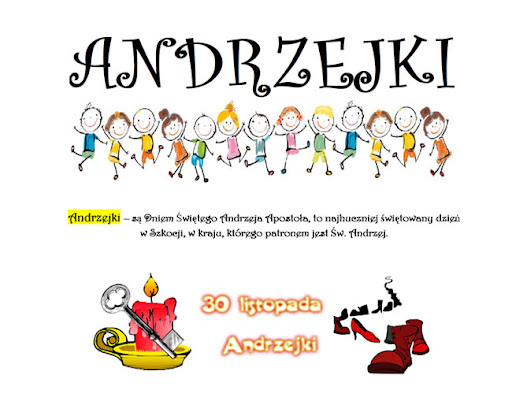 ANDRZEJKI
Andrzejki – są Dniem Świętego Andrzeja Apostoła, to najhuczniej świętowany dzień
w Szkocji, w kraju, którego patronem jest Św. Andrzej.
30 listopada
Andrzejki